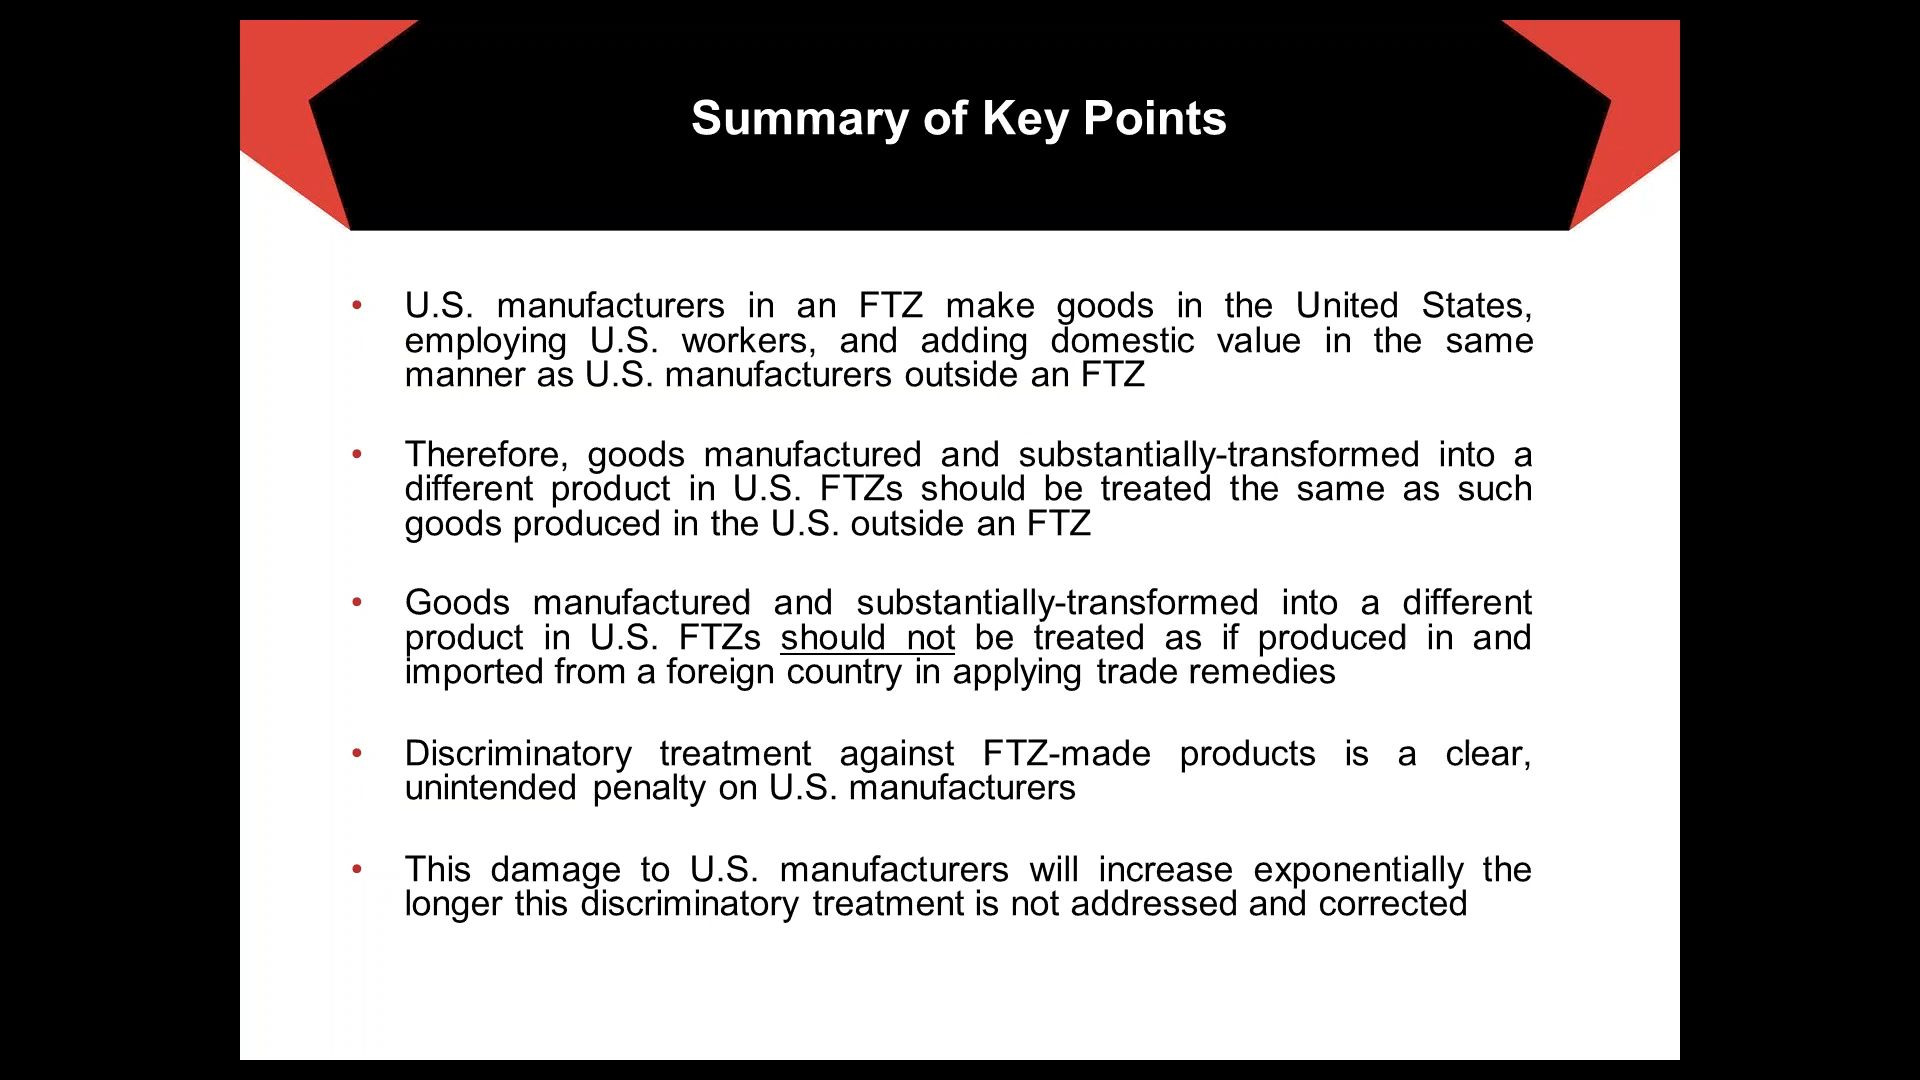 Summary of Key Points
• U.S. manufacturers in an FTZ make goods in the United States,
employing U.S. workers, and adding domestic value in the same
manner as U.S. manufacturers outside an FTZ
• Therefore, goods manufactured and substantially-transformed into a
different product in U.S. FTZs should be treated the same as such
goods produced in the U.S. outside an FTZ
• Goods manufactured and substantially-transformed into a different
product in U.S. FTZs should not be treated as if produced in and
imported from a foreign country in applying trade remedies
• Discriminatory treatment against FTZ-made products is a clear,
unintended penalty on U.S. manufacturers
• This damage to U.S. manufacturers will increase exponentially the
longer this discriminatory treatment is not addressed and corrected